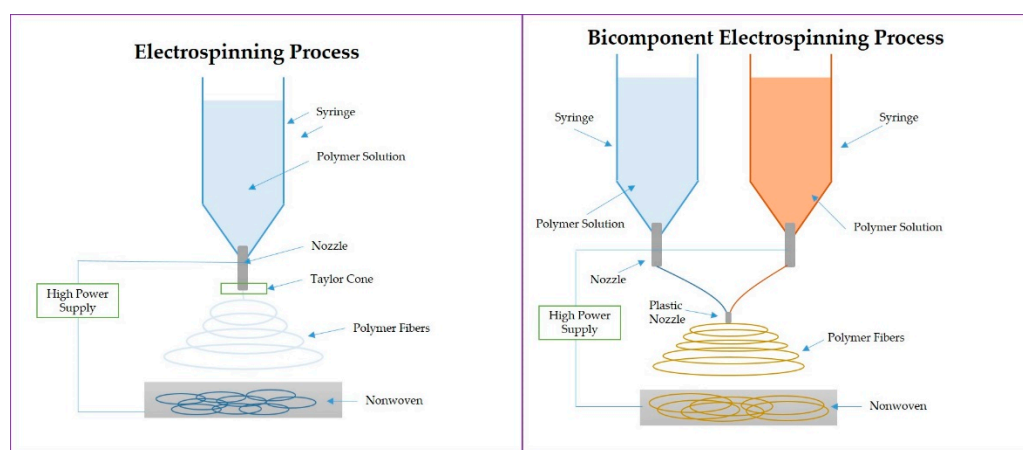 Electrospinning Process
Syringe
Polymer Solution
Nozzle
Taylor Cone
High Power
Supply
Polymer Fibers
Nonwoven
Bicomponent Electrospinning Process
Syringe
Syringe
Polymer Solution
Polymer Solution
Nozzle
Plastic
Nozzle
High Power
Supply
Polymer Fibers
Nonwoven